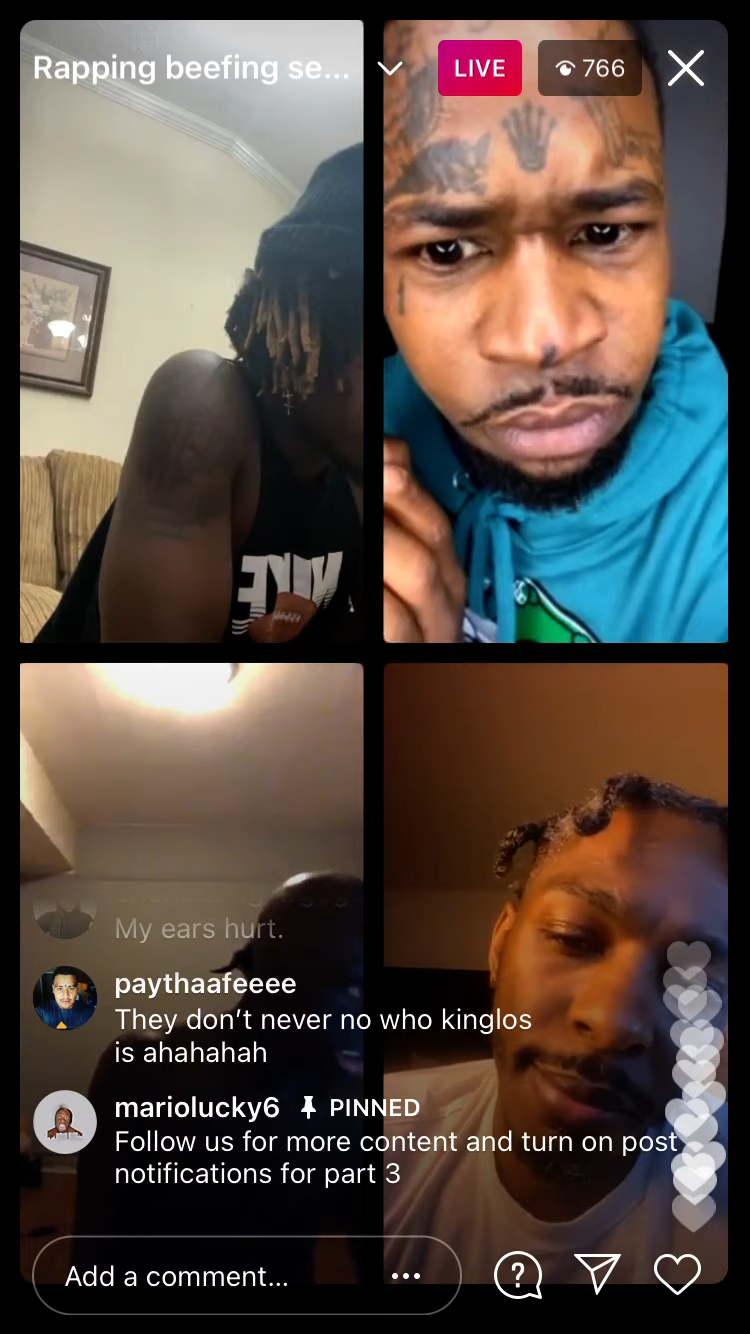 Rapping beefing se...
LIVE
766
NIKE
My ears hurt.
paythaafeeee
They don't never no who kinglos
is ahahahah
mariolucky6 PINNED
Follow us for more content and turn on post
notifications for part 3
Add a comment...